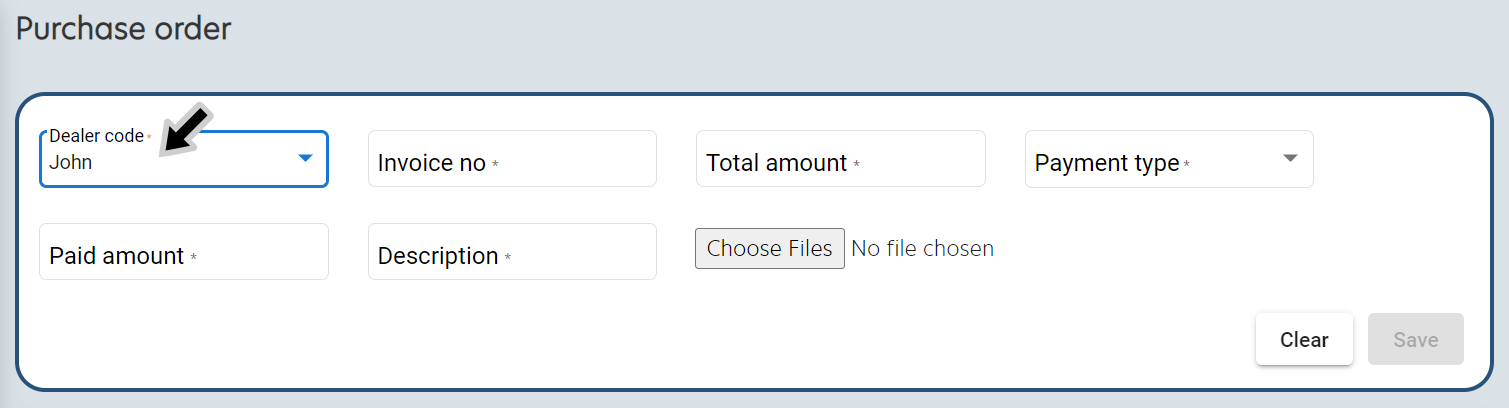 Purchase order
Dealer code *
John
Invoice no *
Total amount *
Payment type *
Paid amount *
Description *
Choose Files No file chosen
Clear
Save